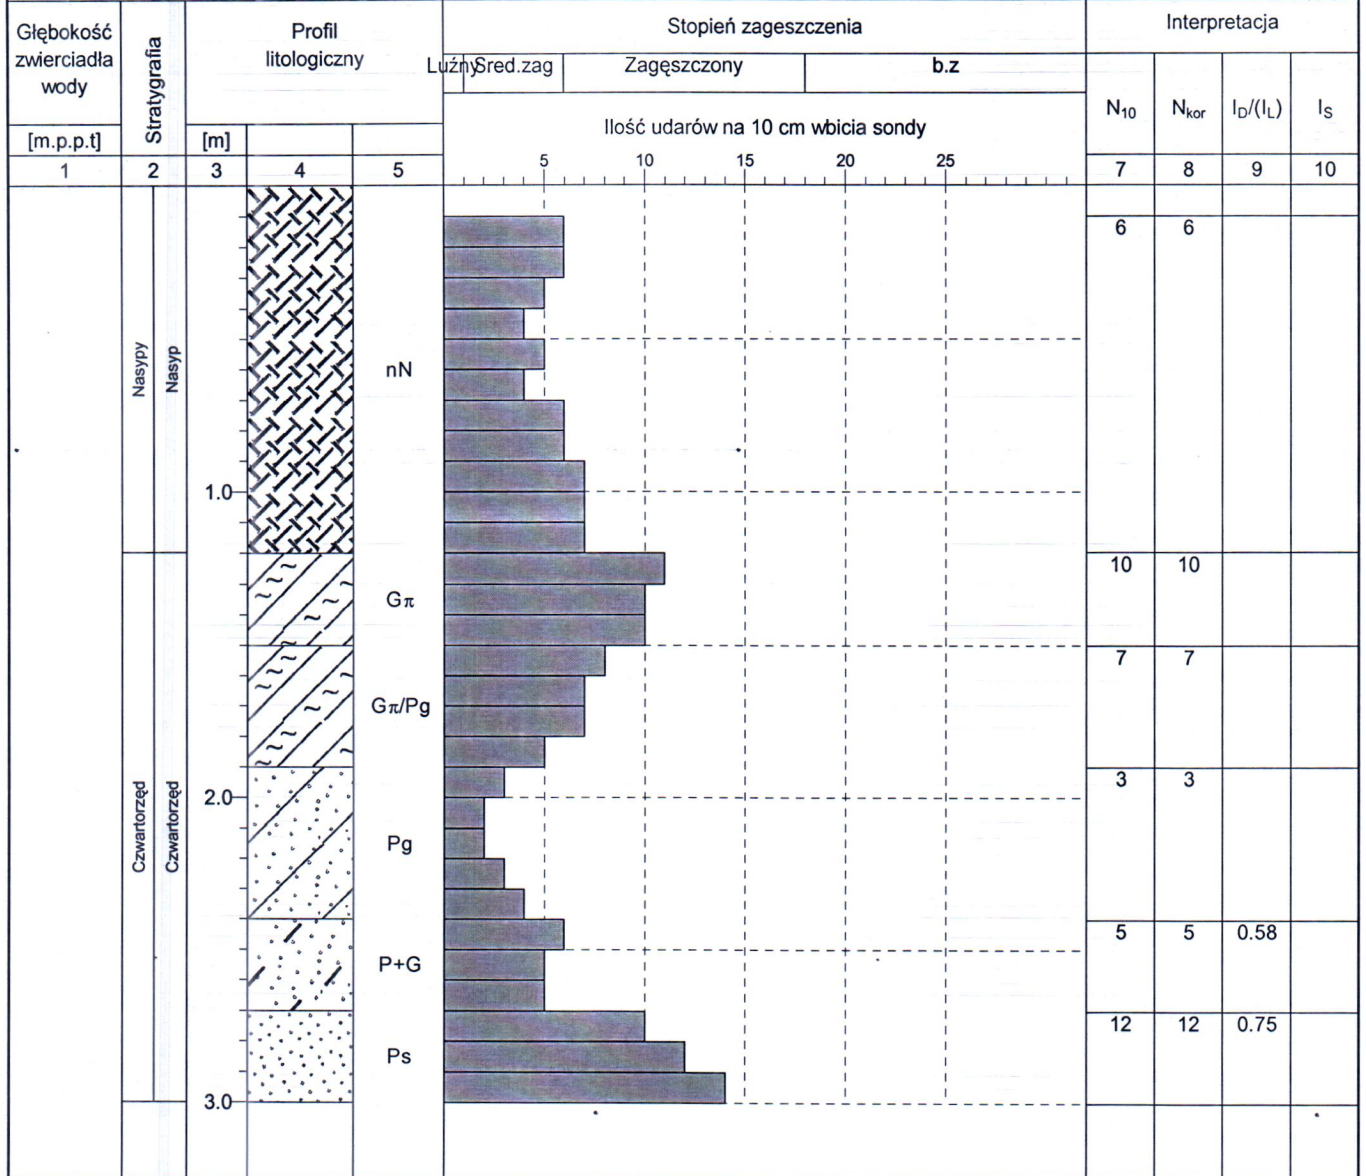 Głębokość
zwierciadła
wody
[m.p.p.t]
Stratygrafia
Profil
litologiczny
[m]
Stopień zagęszczenia
Luźny Sred.zag Zagęszczony b.z
Ilość udarów na 10 cm wbicia sondy
5 10 15 20 25
Interpretacja
N10 Nkor ID/(IL) IS
1 2 3 4 5 7 8 9 10
Nasypy Nasyp nN 6 6
1.0
Gπ 10 10
Gπ/Pg 7 7
Czwartorzęd Czwartorzęd
2.0
Pg 3 3
P+G 5 5 0.58
Ps 12 12 0.75
3.0